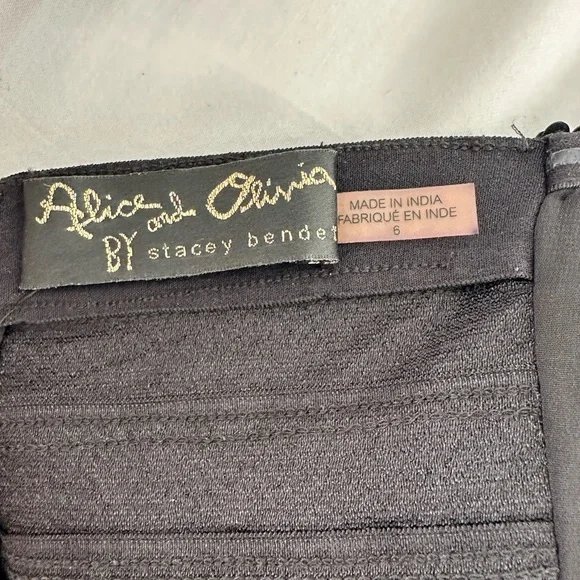 Alice and Olivia
BY stacey bendet
MADE IN INDIA
FABRIQUÉ EN INDE
6